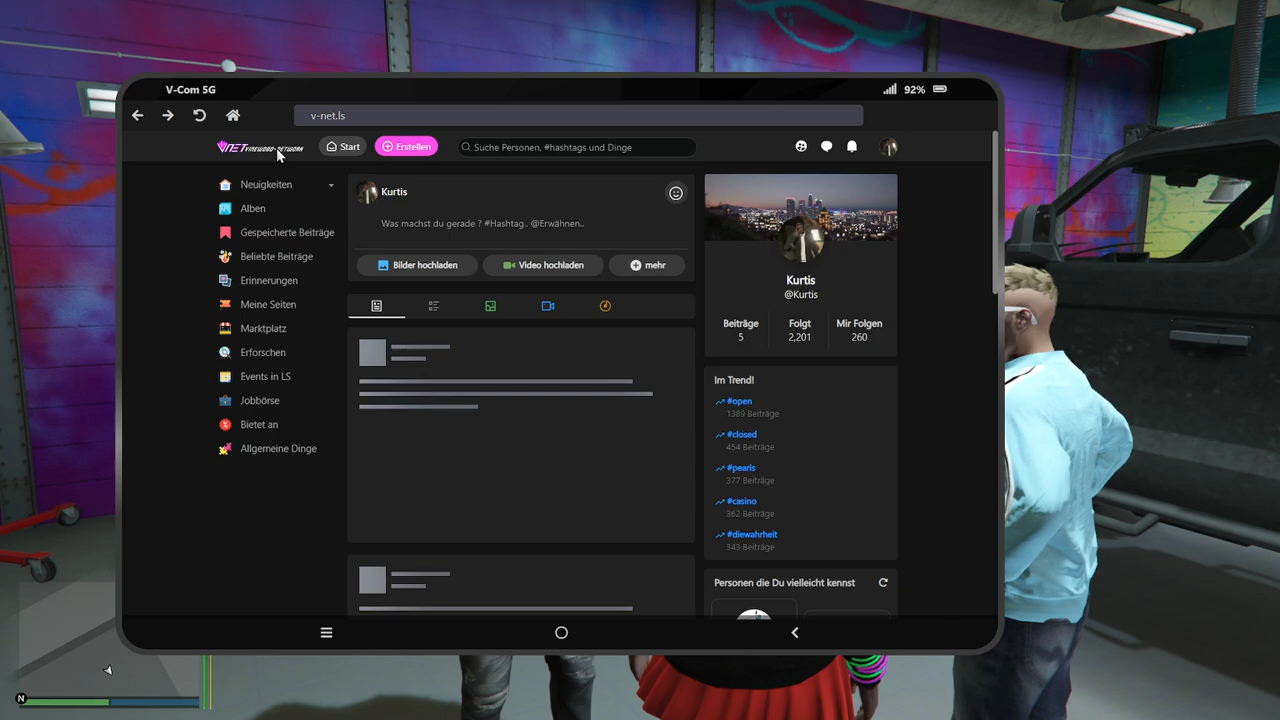 V-Com 5G
92%
v-net.ls
VNET VINEWOOD-NETWORK
Start
Erstellen
Suche Personen, #hashtags und Dinge
Neuigkeiten
Alben
Gespeicherte Beiträge
Beliebte Beiträge
Erinnerungen
Meine Seiten
Marktplatz
Erforschen
Events in LS
Jobbörse
Bietet an
Allgemeine Dinge
Kurtis
Was machst du gerade ? #Hashtag.. @Erwähnen..
Bilder hochladen
Video hochladen
mehr
Kurtis
@Kurtis
Beiträge Folgt Mir Folgen
5 2,201 260
Im Trend!
#open
1389 Beiträge
#closed
454 Beiträge
#pearls
377 Beiträge
#casino
362 Beiträge
#diewahrheit
343 Beiträge
Personen die Du vielleicht kennst
N